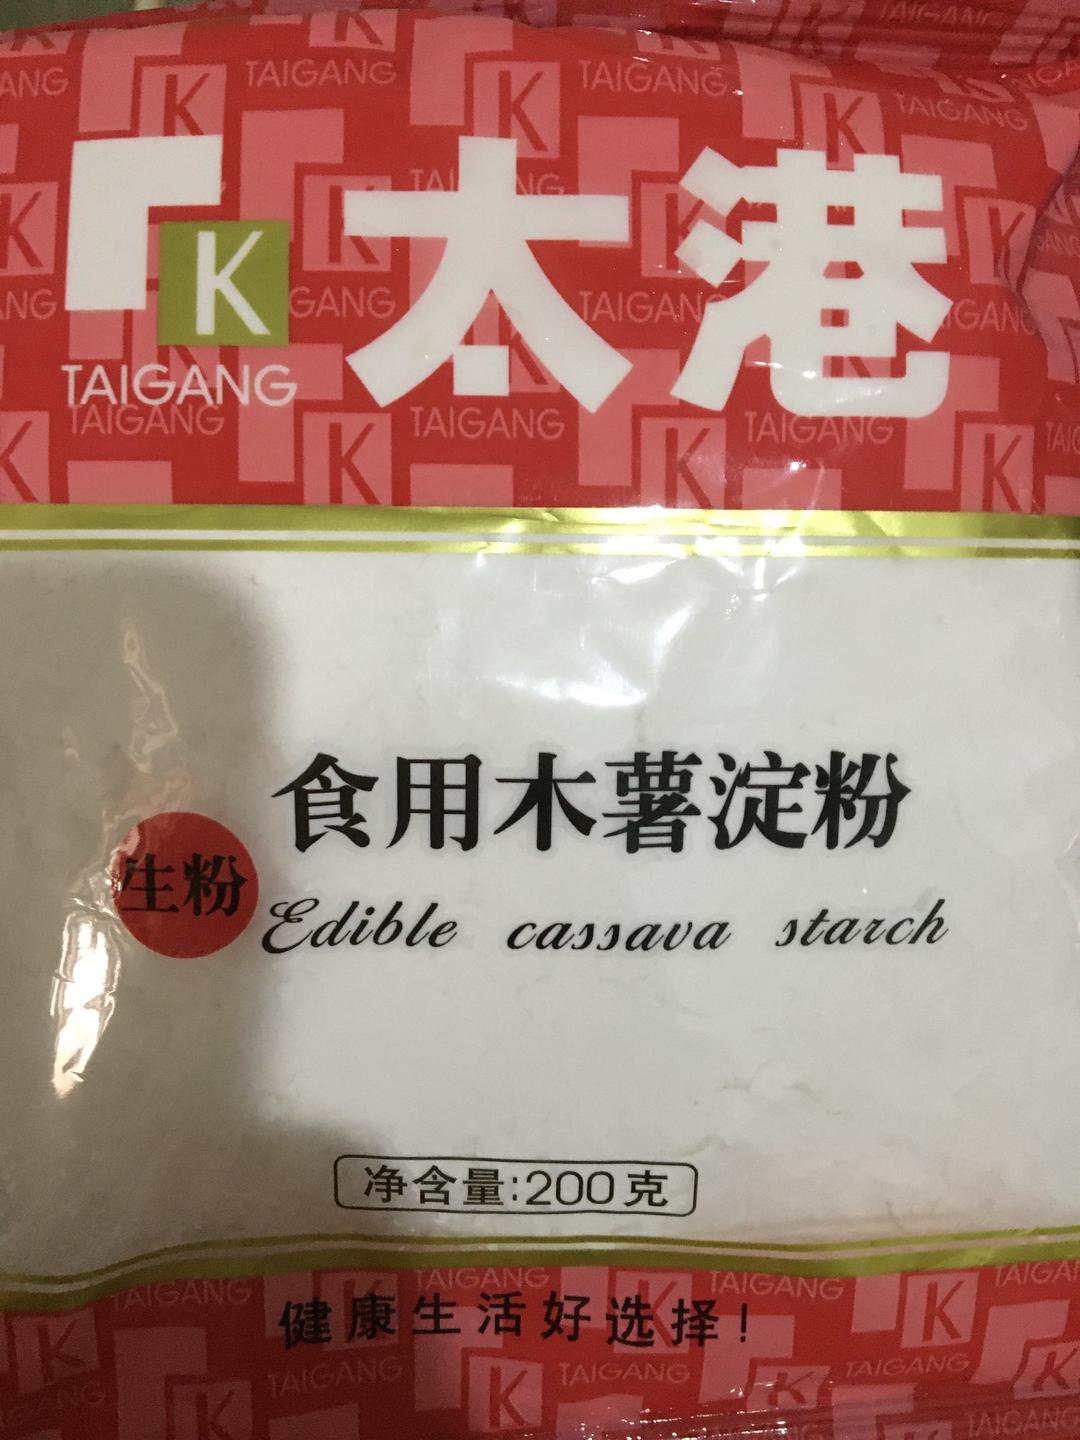 太港
K
TAIGANG
食用木薯淀粉
生粉
Edible cassava starch
净含量:200克
健康生活好选择!